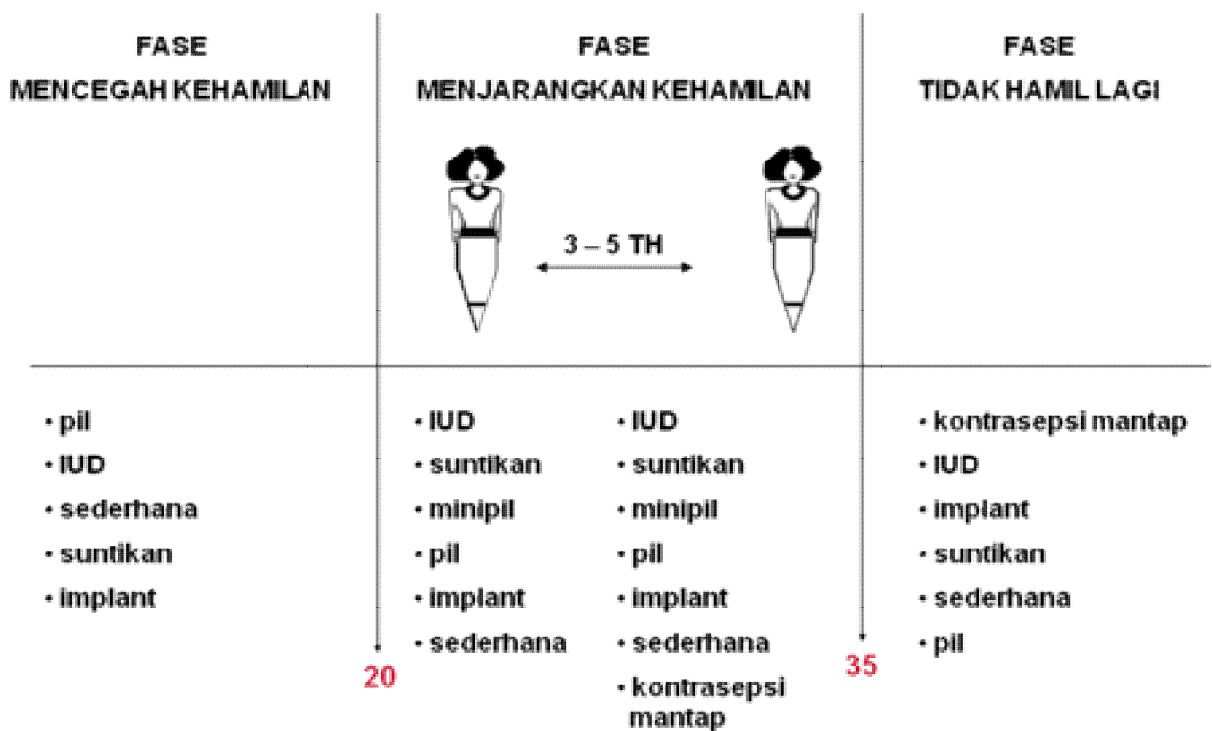 FASE
MENCEGAH KEHAMILAN
FASE
MENJARANGKAN KEHAMILAN
FASE
TIDAK HAMIL LAGI
3 – 5 TH
• pil
• IUD
• sederhana
• suntikan
• implant
• IUD
• suntikan
• minipil
• pil
• implant
• sederhana
• IUD
• suntikan
• minipil
• pil
• implant
• sederhana
• kontrasepsi
mantap
• kontrasepsi mantap
• IUD
• implant
• suntikan
• sederhana
• pil
20
35